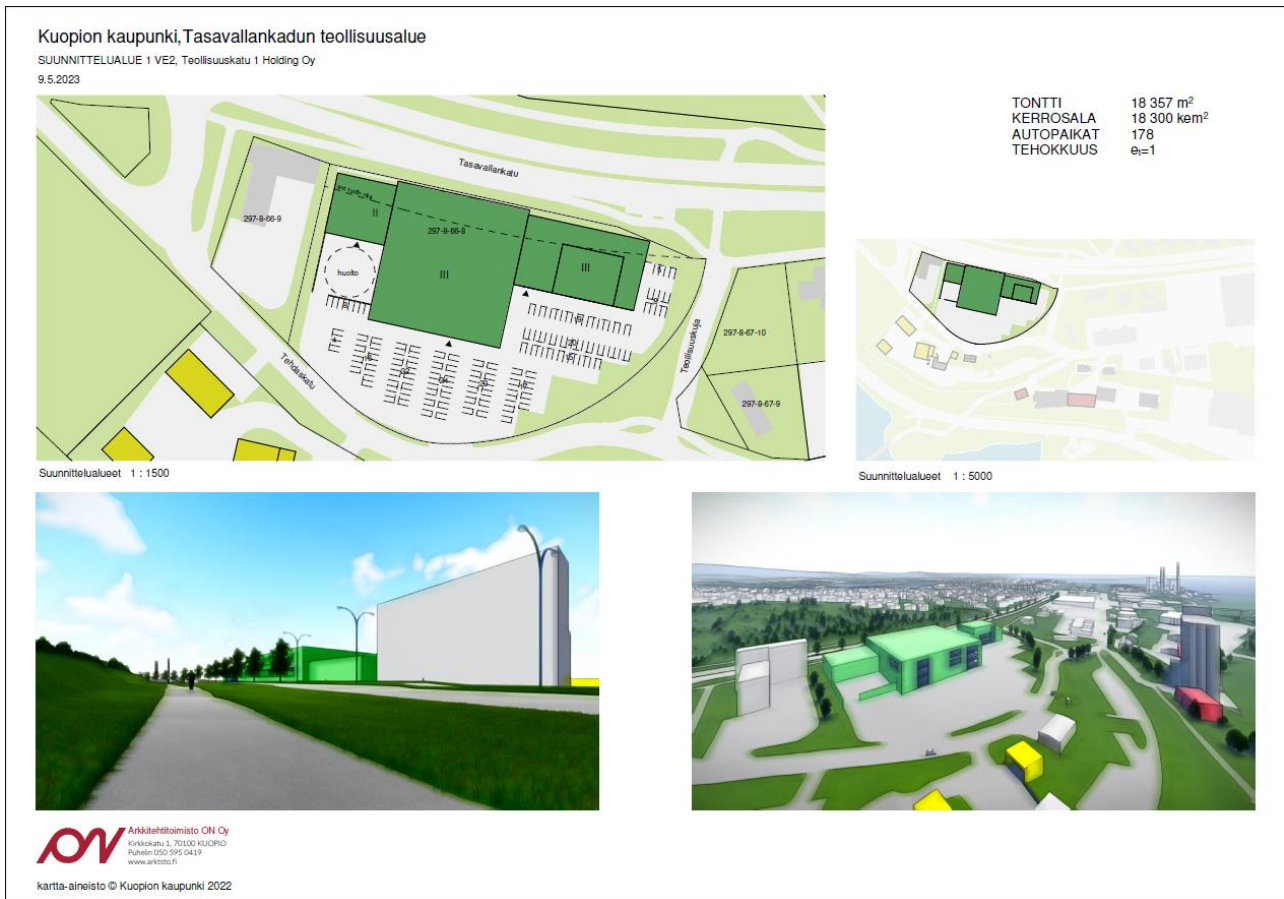 Kuopion kaupunki,Tasavallankadun teollisuusalue
SUUNNITTELUALUE 1 VE2, Teollisuuskatu 1 Holding Oy
9.5.2023
TONTTI 18 357 m²
KERROSALA 18 300 kem²
AUTOPAIKAT 178
TEHOKKUUS eₜ=1
Tasavallankatu
II
297-8-66-9
297-8-66-8
III
III
huolto
Teollisuuskuja
297-8-67-10
Tehdaskatu
297-8-67-9
Suunnittelualueet 1 : 1500
Suunnittelualueet 1 : 5000
ON
Arkkitehtitoimisto ON Oy
Kirkkokatu 1, 70100 KUOPIO
Puhelin 050 595 0419
www.arktsto.fi
kartta-aineisto © Kuopion kaupunki 2022